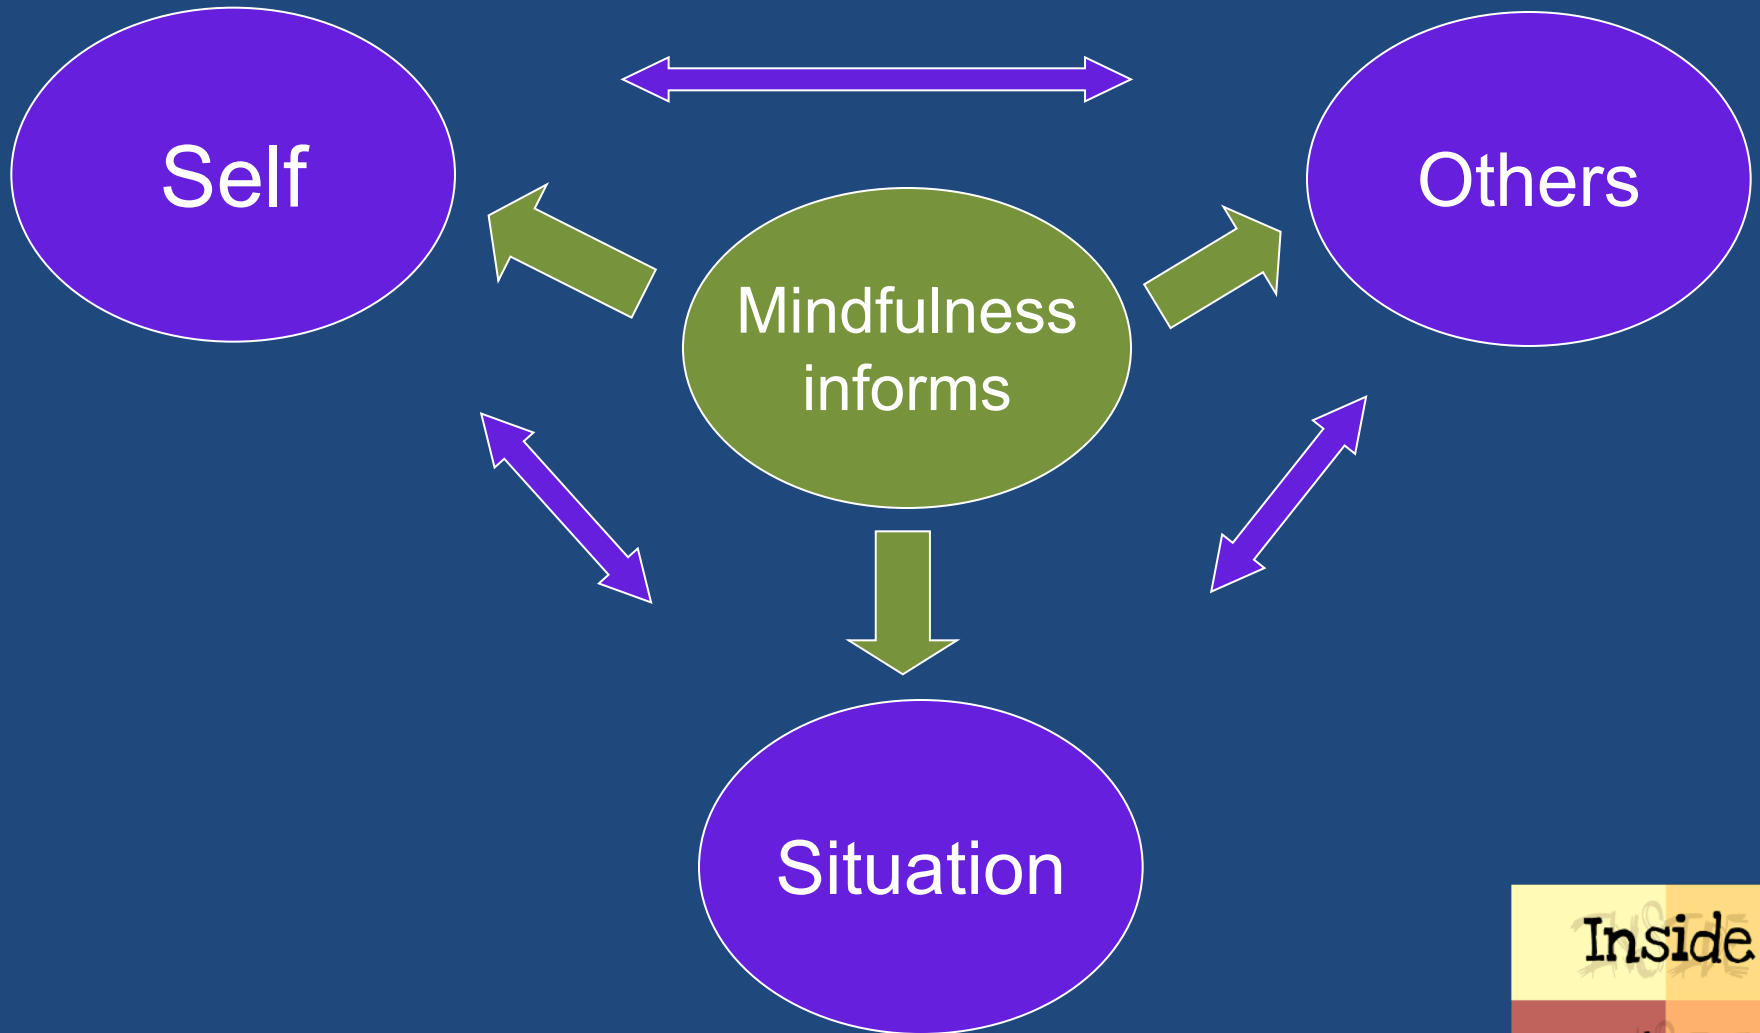 Self
Others
Mindfulness
informs
Situation
Inside